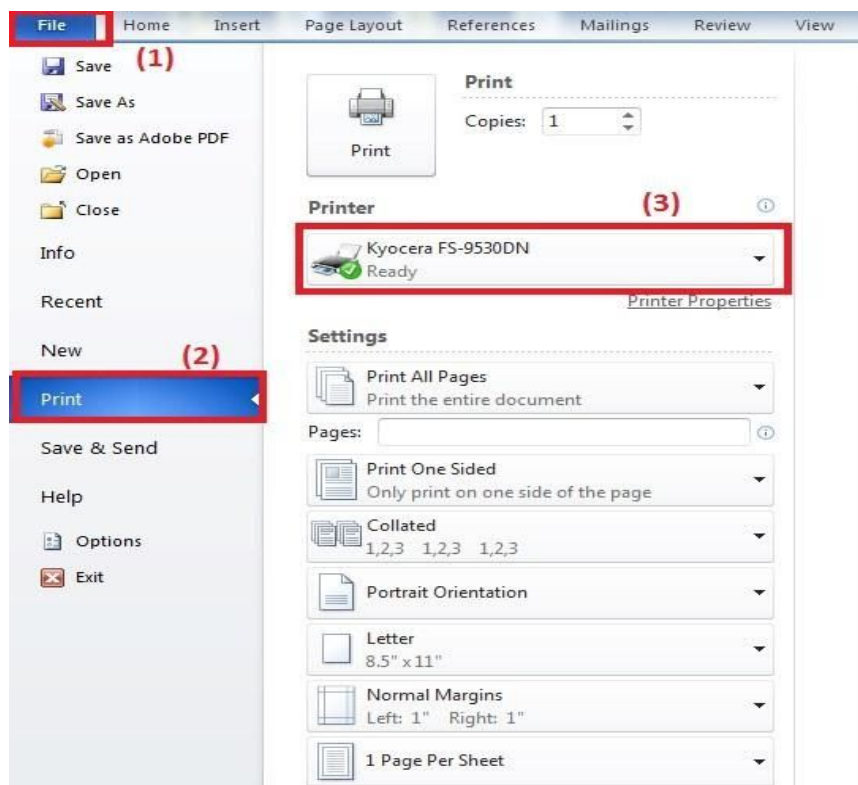 File Home Insert Page Layout References Mailings Review View
(1)
Save
Save As
Save as Adobe PDF
Open
Close
Info
Recent
New
(2)
Print
Save & Send
Help
Options
Exit
Print
Print
Copies: 1
Printer
(3)
Kyocera FS-9530DN
Ready
Printer Properties
Settings
Print All Pages
Print the entire document
Pages:
Print One Sided
Only print on one side of the page
Collated
1,2,3 1,2,3 1,2,3
Portrait Orientation
Letter
8.5" x 11"
Normal Margins
Left: 1" Right: 1"
1 Page Per Sheet